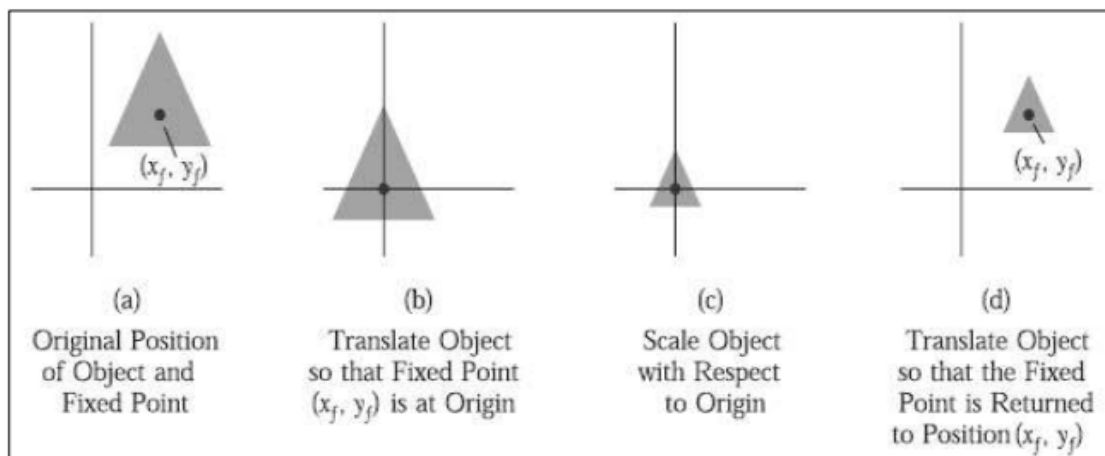 (x_f, y_f)
(x_f, y_f)
(a)
Original Position
of Object and
Fixed Point
(b)
Translate Object
so that Fixed Point
(x_f, y_f) is at Origin
(c)
Scale Object
with Respect
to Origin
(d)
Translate Object
so that the Fixed
Point is Returned
to Position (x_f, y_f)